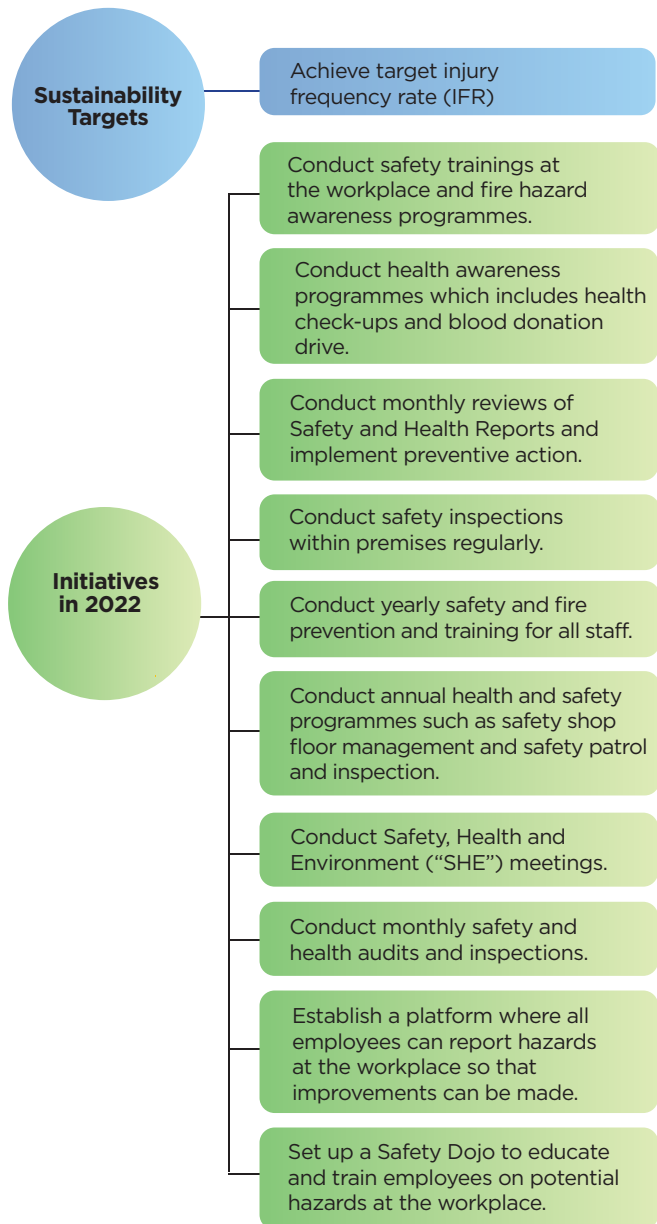 Sustainability
Targets
Achieve target injury
frequency rate (IFR)
Initiatives
in 2022
Conduct safety trainings at
the workplace and fire hazard
awareness programmes.
Conduct health awareness
programmes which includes health
check-ups and blood donation
drive.
Conduct monthly reviews of
Safety and Health Reports and
implement preventive action.
Conduct safety inspections
within premises regularly.
Conduct yearly safety and fire
prevention and training for all staff.
Conduct annual health and safety
programmes such as safety shop
floor management and safety patrol
and inspection.
Conduct Safety, Health and
Environment (“SHE”) meetings.
Conduct monthly safety and
health audits and inspections.
Establish a platform where all
employees can report hazards
at the workplace so that
improvements can be made.
Set up a Safety Dojo to educate
and train employees on potential
hazards at the workplace.